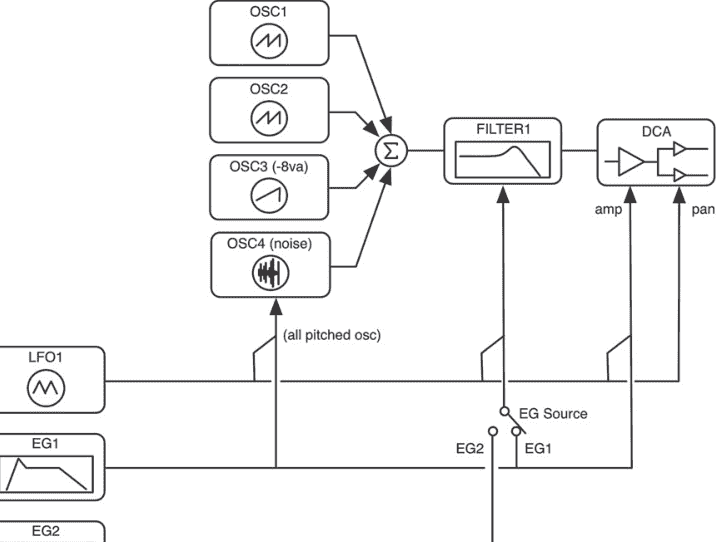 OSC1
OSC2
OSC3 (-8va)
OSC4 (noise)
Σ
FILTER1
DCA
amp
pan
(all pitched osc)
LFO1
EG Source
EG2
EG1
EG1
EG2